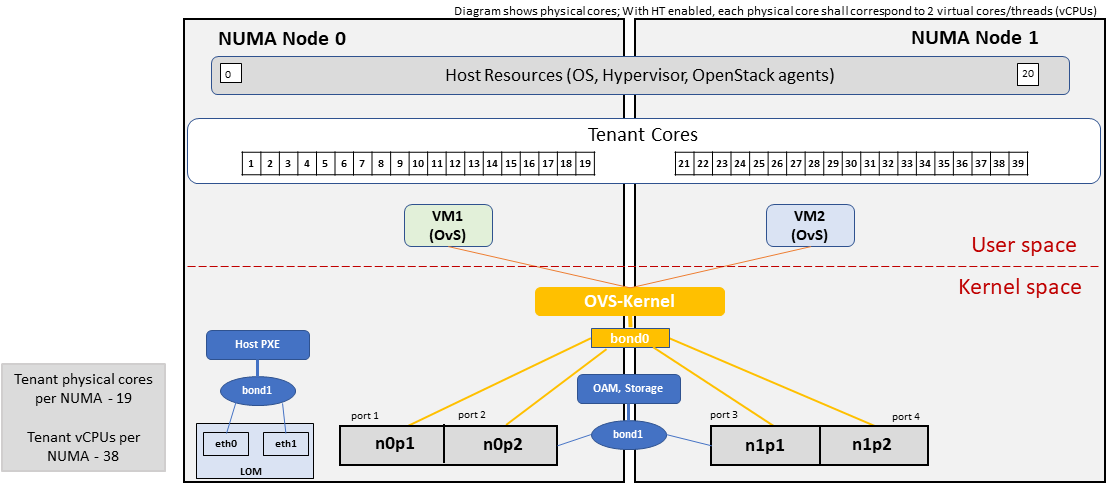 Diagram shows physical cores; With HT enabled, each physical core shall correspond to 2 virtual cores/threads (vCPUs)
NUMA Node 0
NUMA Node 1
0
Host Resources (OS, Hypervisor, OpenStack agents)
20
Tenant Cores
1 2 3 4 5 6 7 8 9 10 11 12 13 14 15 16 17 18 19
21 22 23 24 25 26 27 28 29 30 31 32 33 34 35 36 37 38 39
VM1
(OvS)
VM2
(OvS)
User space
Kernel space
OVS-Kernel
bond0
Host PXE
bond1
eth0
eth1
LOM
OAM, Storage
bond1
port 1
port 2
port 3
port 4
n0p1
n0p2
n1p1
n1p2
Tenant physical cores
per NUMA - 19
Tenant vCPUs per
NUMA - 38